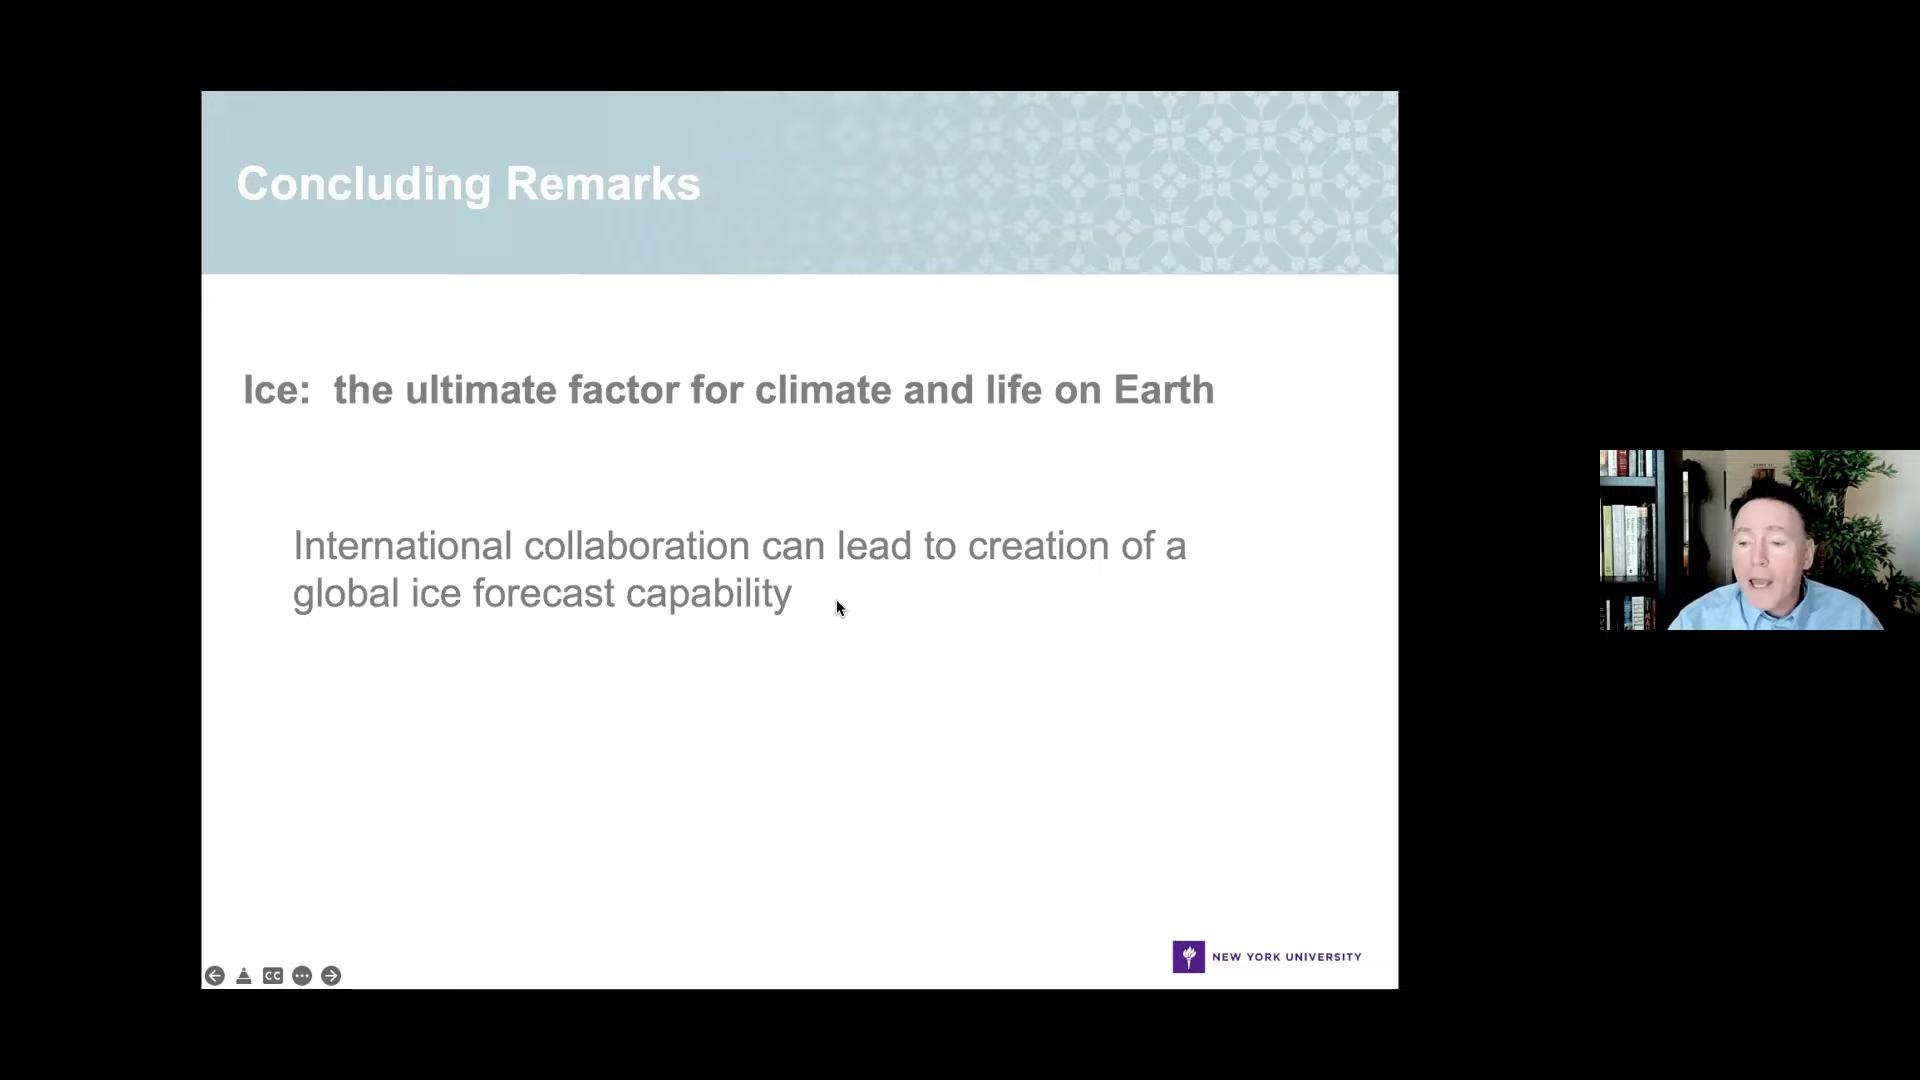 Concluding Remarks
Ice: the ultimate factor for climate and life on Earth
International collaboration can lead to creation of a
global ice forecast capability
CC
NEW YORK UNIVERSITY